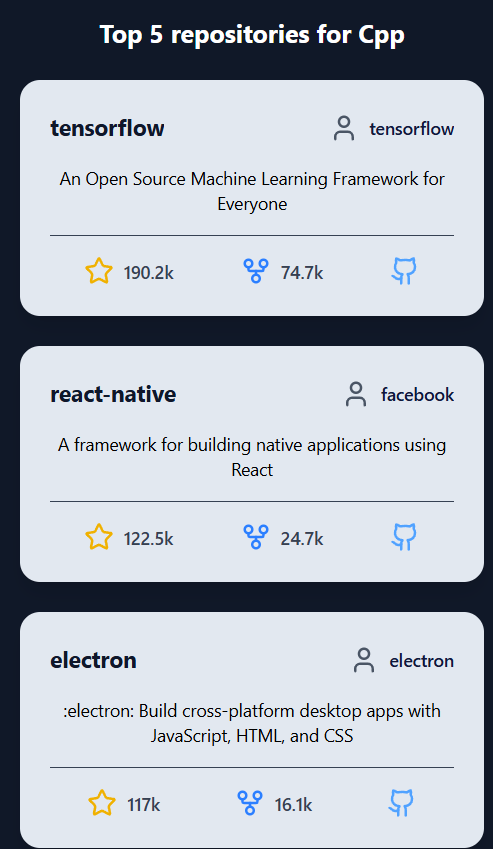 Top 5 repositories for Cpp
tensorflow
tensorflow
An Open Source Machine Learning Framework for
Everyone
190.2k
74.7k
react-native
facebook
A framework for building native applications using
React
122.5k
24.7k
electron
electron
:electron: Build cross-platform desktop apps with
JavaScript, HTML, and CSS
117k
16.1k